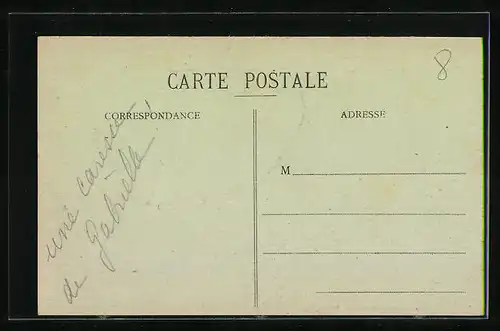 8
CARTE POSTALE
CORRESPONDANCE
ADRESSE
M
une caresse
de Gabrielle!